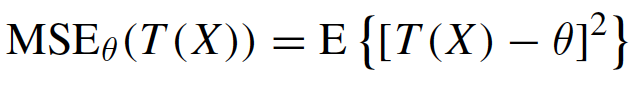 MSE_θ(T(X)) = E {[T(X) − θ]²}